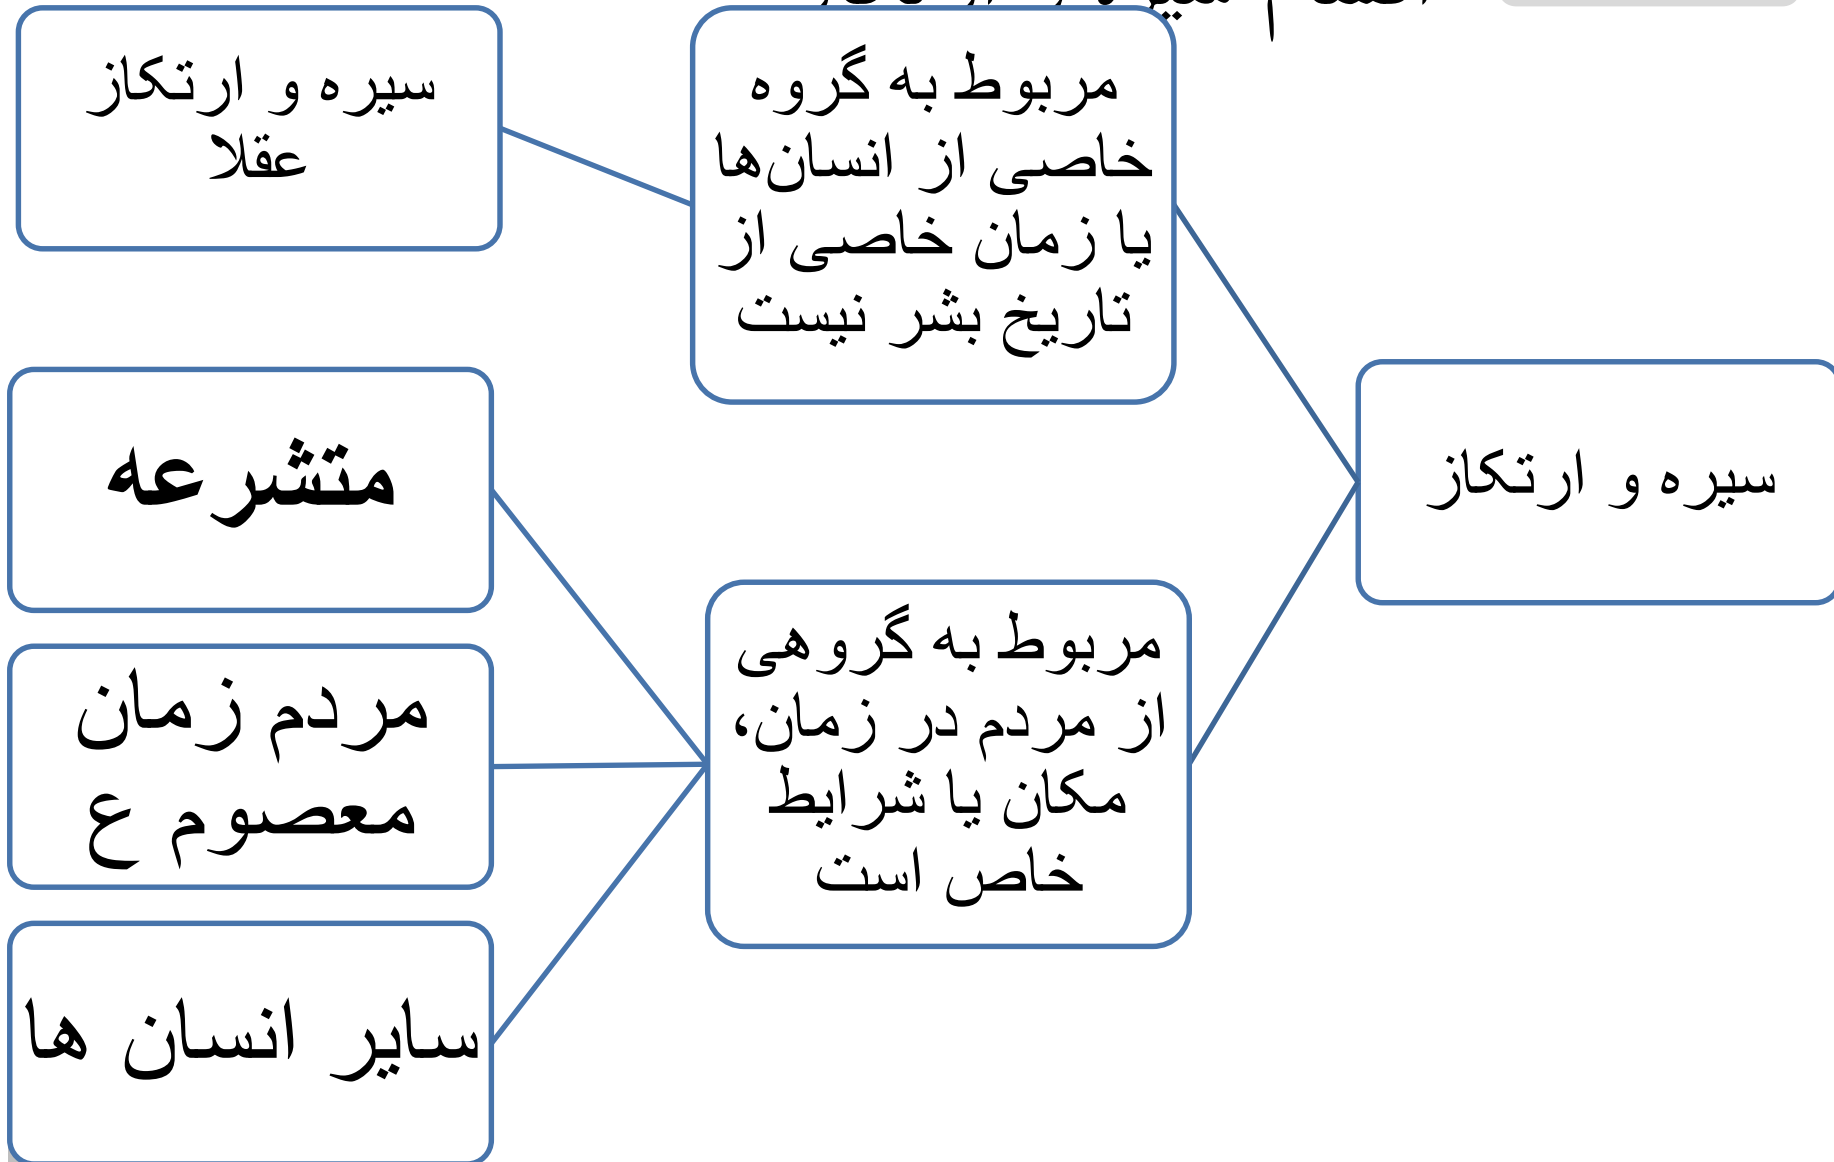 سیره و ارتکاز
مربوط به گروه
خاصی از انسان‌ها
یا زمان خاصی از
تاریخ بشر نیست
سیره و ارتکاز
عقلا
مربوط به گروهی
از مردم در زمان،
مکان یا شرایط
خاص است
متشرعه
مردم زمان
معصوم ع
سایر انسان ها